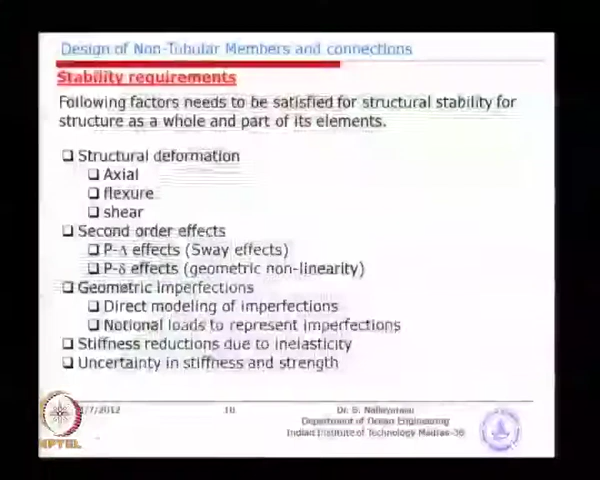 Design of Non-Tubular Members and connections
Stability requirements
Following factors needs to be satisfied for structural stability for
structure as a whole and part of its elements.
❑ Structural deformation
❑ Axial
❑ flexure
❑ shear
❑ Second order effects
❑ P-Δ effects (Sway effects)
❑ P-δ effects (geometric non-linearity)
❑ Geometric Imperfections
❑ Direct modeling of imperfections
❑ Notional loads to represent imperfections
❑ Stiffness reductions due to inelasticity
❑ Uncertainty in stiffness and strength
/7/2012
Dr. S. Nallayarasu
Department of Ocean Engineering
Indian Institute of Technology Madras-36
NPTEL